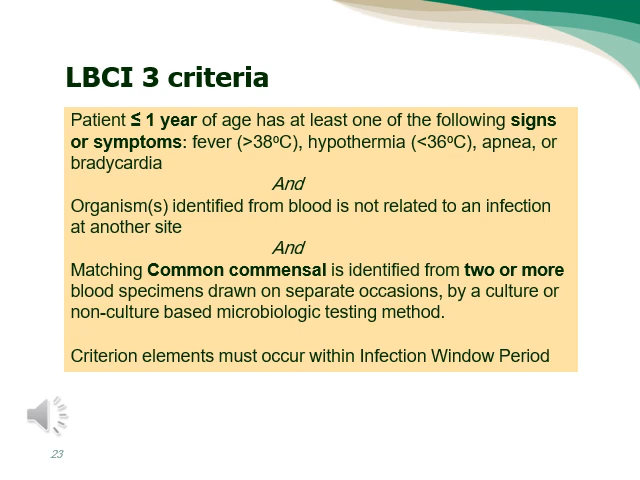 LBCI 3 criteria
Patient ≤ 1 year of age has at least one of the following signs
or symptoms: fever (>38ºC), hypothermia (<36ºC), apnea, or
bradycardia
And
Organism(s) identified from blood is not related to an infection
at another site
And
Matching Common commensal is identified from two or more
blood specimens drawn on separate occasions, by a culture or
non-culture based microbiologic testing method.
Criterion elements must occur within Infection Window Period
23